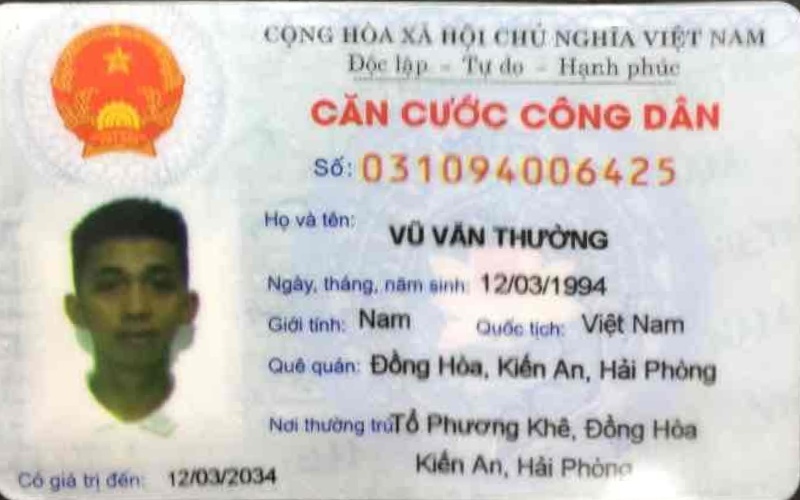 CỘNG HÒA XÃ HỘI CHỦ NGHĨA VIỆT NAM
Độc lập - Tự do - Hạnh phúc
CĂN CƯỚC CÔNG DÂN
Số: 031094006425
Họ và tên: VŨ VĂN THƯỜNG
Ngày, tháng, năm sinh: 12/03/1994
Giới tính: Nam Quốc tịch: Việt Nam
Quê quán: Đồng Hòa, Kiến An, Hải Phòng
Nơi thường trú: Tổ Phương Khê, Đồng Hòa
Kiến An, Hải Phòng
Có giá trị đến: 12/03/2034